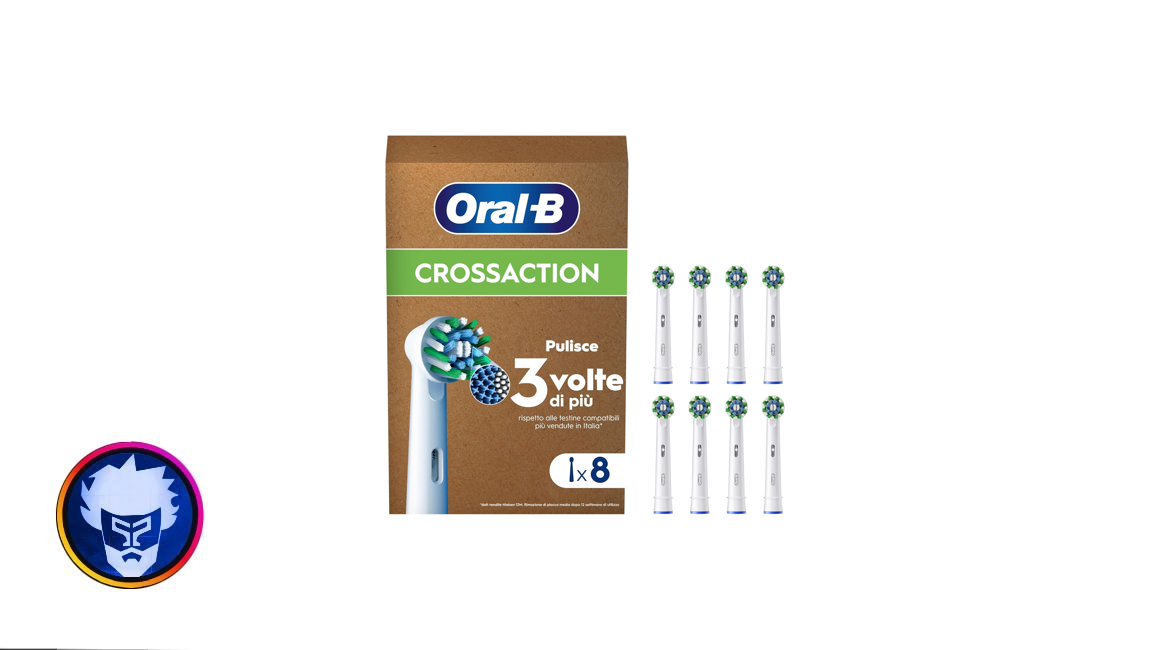 Oral-B
CROSSACTION
Pulisce
3 volte
di più
rispetto alle testine compatibili
più vendute in Italia*
x8